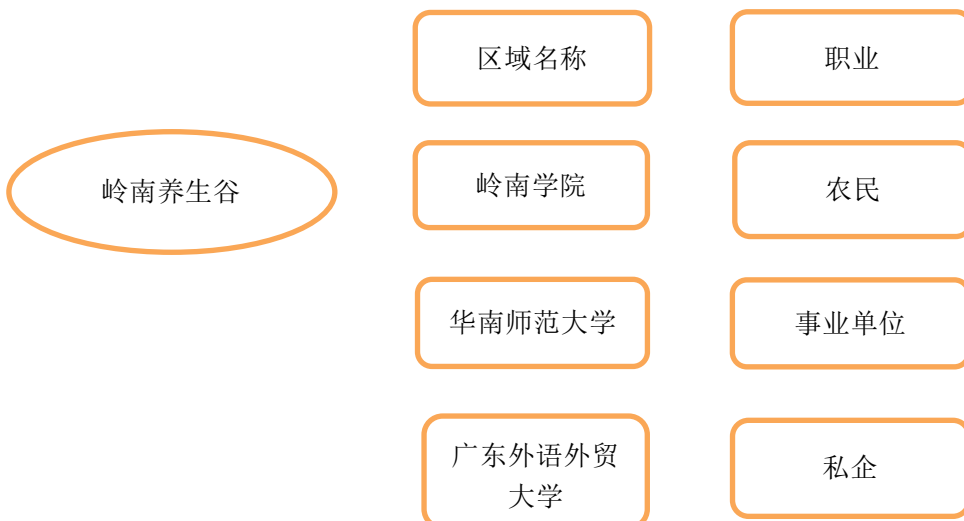 区域名称
职业
岭南养生谷
岭南学院
农民
华南师范大学
事业单位
广东外语外贸
大学
私企